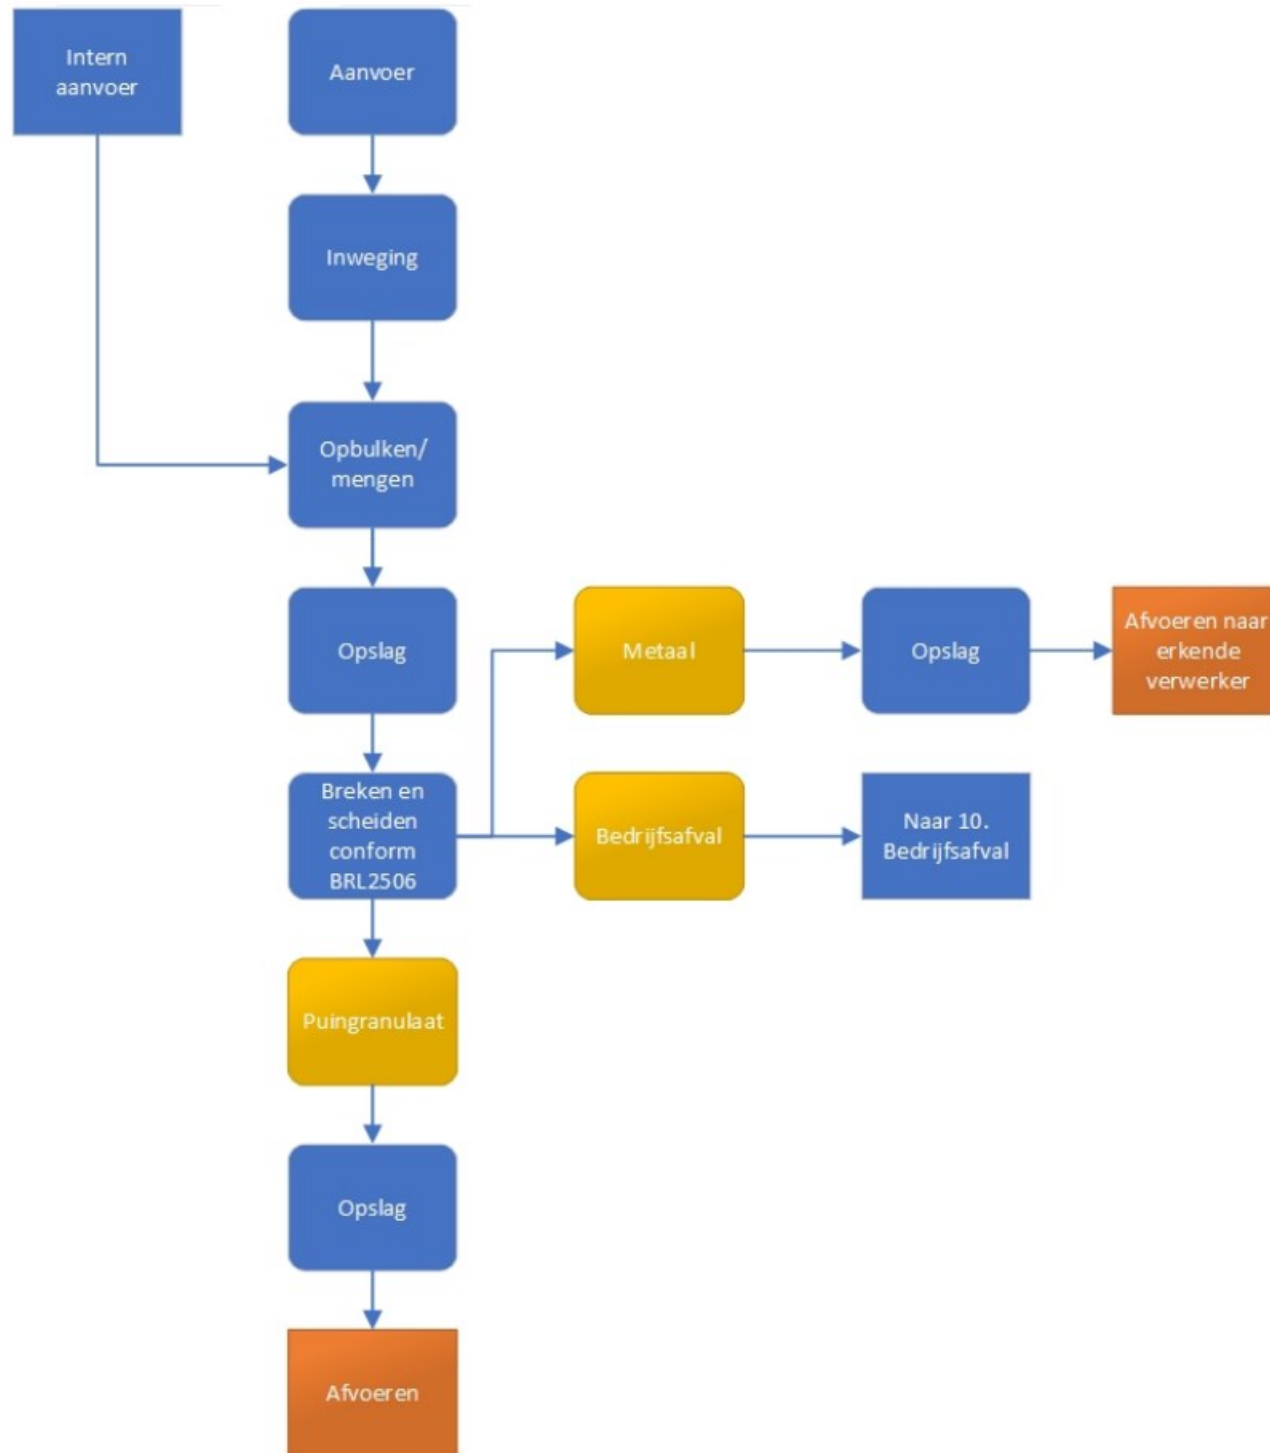 Intern
aanvoer
Aanvoer
Inweging
Opbulken/
mengen
Opslag
Metaal
Opslag
Afvoeren naar
erkende
verwerker
Breken en
scheiden
conform
BRL2506
Bedrijfsafval
Naar 10.
Bedrijfsafval
Puingranulaat
Opslag
Afvoeren